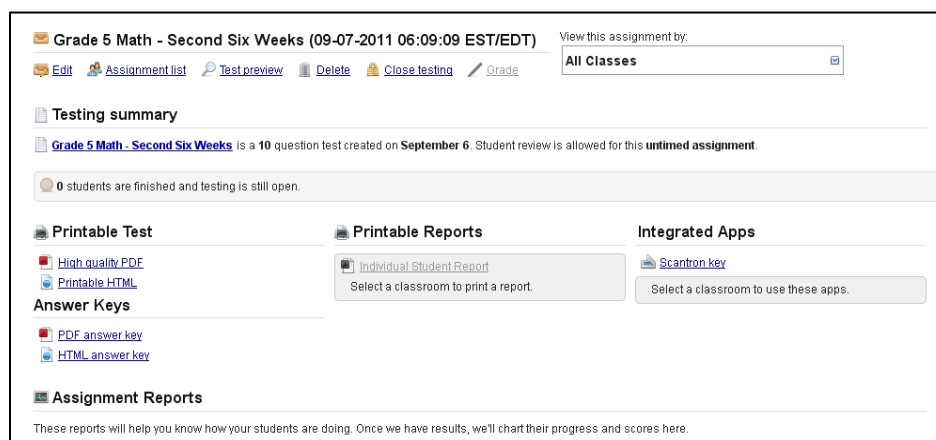 Grade 5 Math - Second Six Weeks (09-07-2011 06:09:09 EST/EDT)
View this assignment by:
All Classes
Edit Assignment list Test preview Delete Close testing Grade
Testing summary
Grade 5 Math - Second Six Weeks is a 10 question test created on September 6. Student review is allowed for this untimed assignment.
0 students are finished and testing is still open.
Printable Test
High quality PDF
Printable HTML
Answer Keys
PDF answer key
HTML answer key
Printable Reports
Individual Student Report
Select a classroom to print a report.
Integrated Apps
Scantron key
Select a classroom to use these apps.
Assignment Reports
These reports will help you know how your students are doing. Once we have results, we'll chart their progress and scores here.